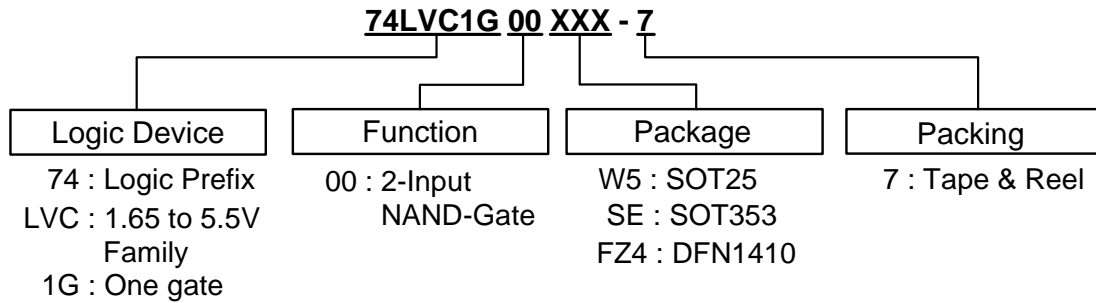 74LVC1G 00 XXX - 7
Logic Device
74 : Logic Prefix
LVC : 1.65 to 5.5V
Family
1G : One gate
Function
00 : 2-Input
NAND-Gate
Package
W5 : SOT25
SE : SOT353
FZ4 : DFN1410
Packing
7 : Tape & Reel